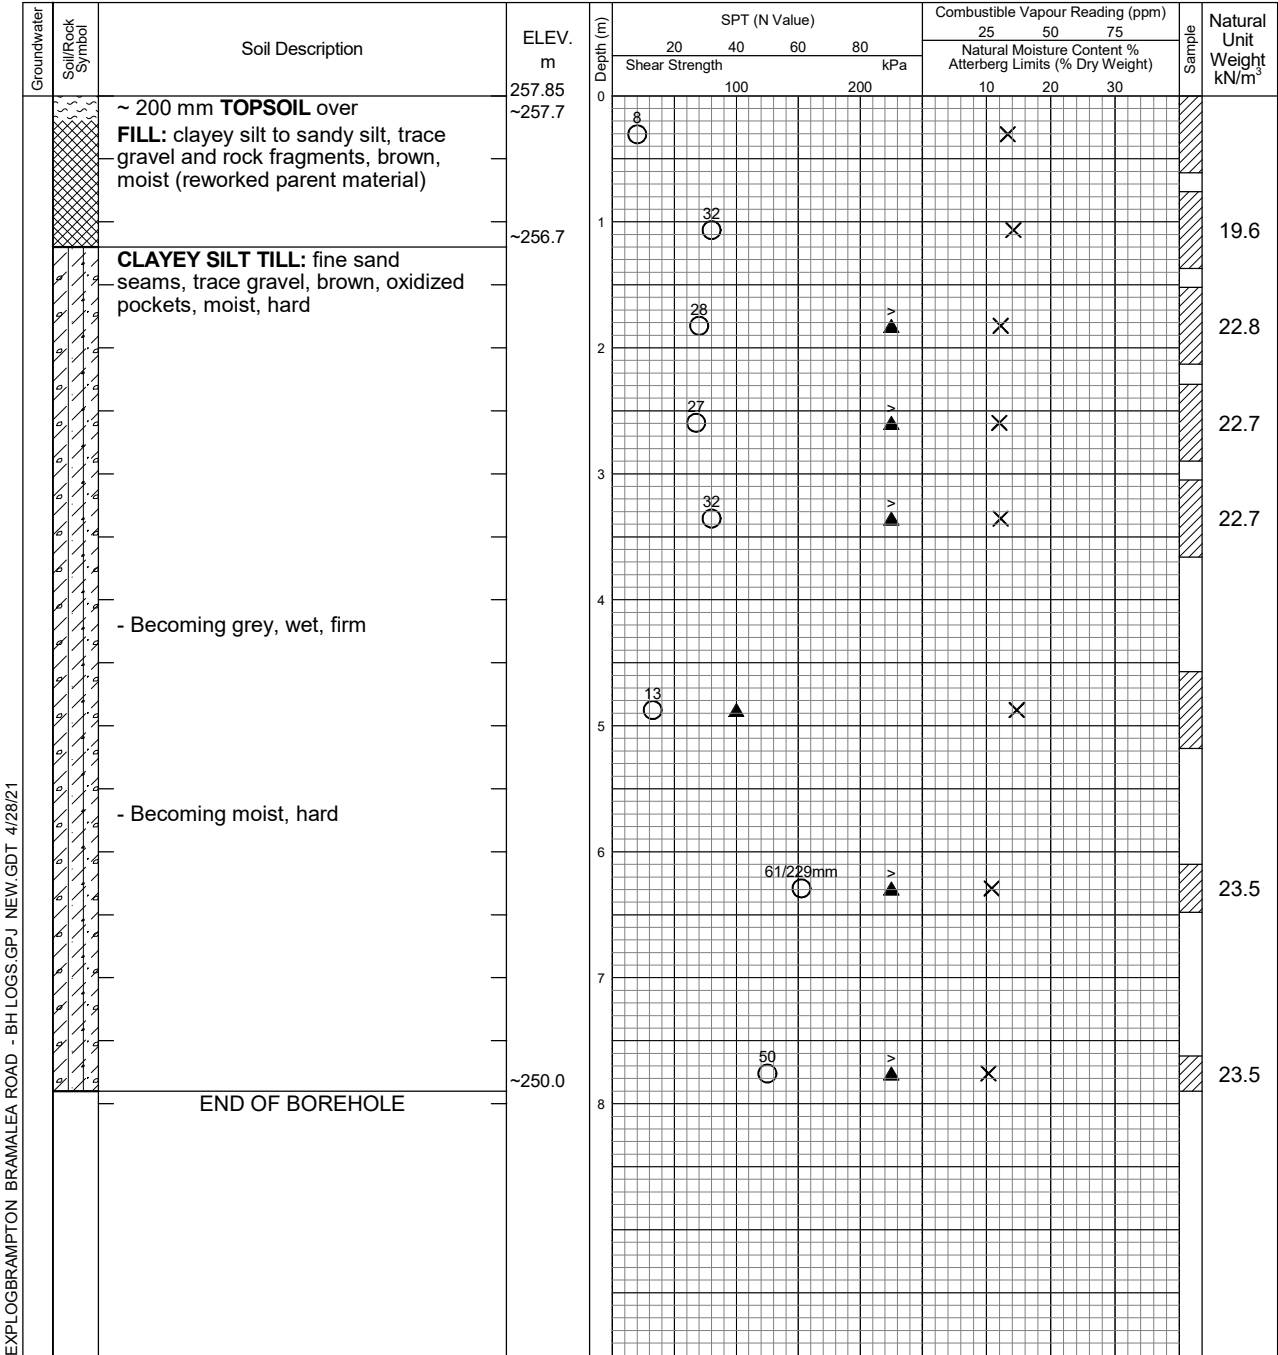 Groundwater
Soil/Rock
Symbol
Soil Description
ELEV.
m
257.85
Depth (m)
SPT (N Value)
20 40 60 80
Shear Strength kPa
100 200
Combustible Vapour Reading (ppm)
25 50 75
Natural Moisture Content %
Atterberg Limits (% Dry Weight)
10 20 30
Sample
Natural
Unit
Weight
kN/m³
0
~ 200 mm TOPSOIL over
~257.7
FILL: clayey silt to sandy silt, trace
gravel and rock fragments, brown,
moist (reworked parent material)
8
32
1
19.6
~256.7
CLAYEY SILT TILL: fine sand
seams, trace gravel, brown, oxidized
pockets, moist, hard
28
>
22.8
2
27
>
22.7
3
32
>
22.7
4
- Becoming grey, wet, firm
13
5
- Becoming moist, hard
6
61/229mm
>
23.5
7
50
>
23.5
~250.0
END OF BOREHOLE
8
EXPLOGBRAMPTON BRAMALEA ROAD - BH LOGS.GPJ NEW.GDT 4/28/21